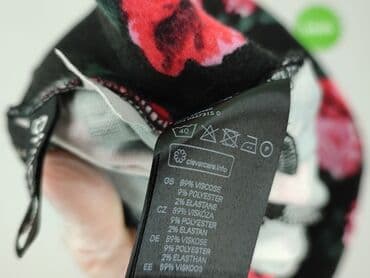 40
clevercare.info
GB 89% VISCOSE
9% POLYESTER
2% ELASTANE
CZ 89% VISKÓZA
9% POLYESTER
2% ELASTAN
DE 89% VISKOSE
9% POLYESTER
2% ELASTHAN
EE 89% VISKOOS